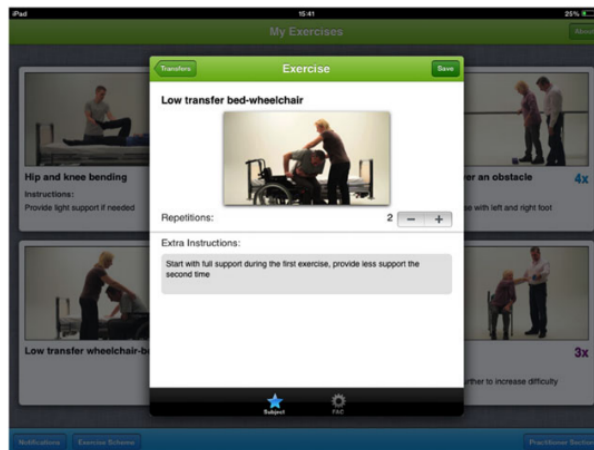 iPad
15:41
25%
My Exercises
About
Transfers
Exercise
Save
Low transfer bed-wheelchair
Repetitions:
2
−
+
Extra Instructions:
Start with full support during the first exercise, provide less support the
second time
Subject
FAC
Hip and knee bending
Instructions:
Provide light support if needed
er an obstacle
4x
se with left and right foot
Low transfer wheelchair-b
3x
rther to increase difficulty
Notifications
Exercise Scheme
Practitioner Section